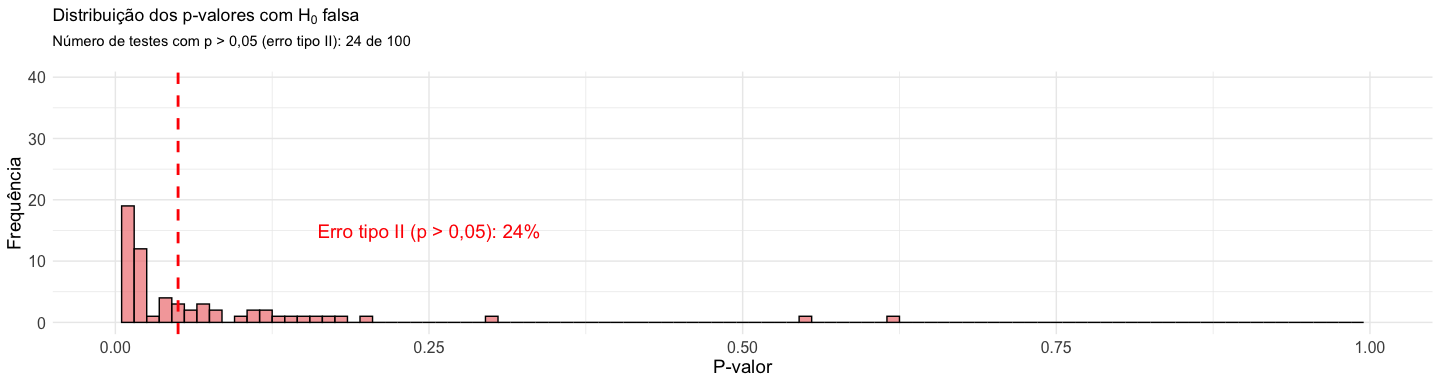 Distribuição dos p-valores com H₀ falsa
Número de testes com p > 0,05 (erro tipo II): 24 de 100
40
30
20
10
0
Frequência
Erro tipo II (p > 0,05): 24%
0.00
0.25
0.50
0.75
1.00
P-valor